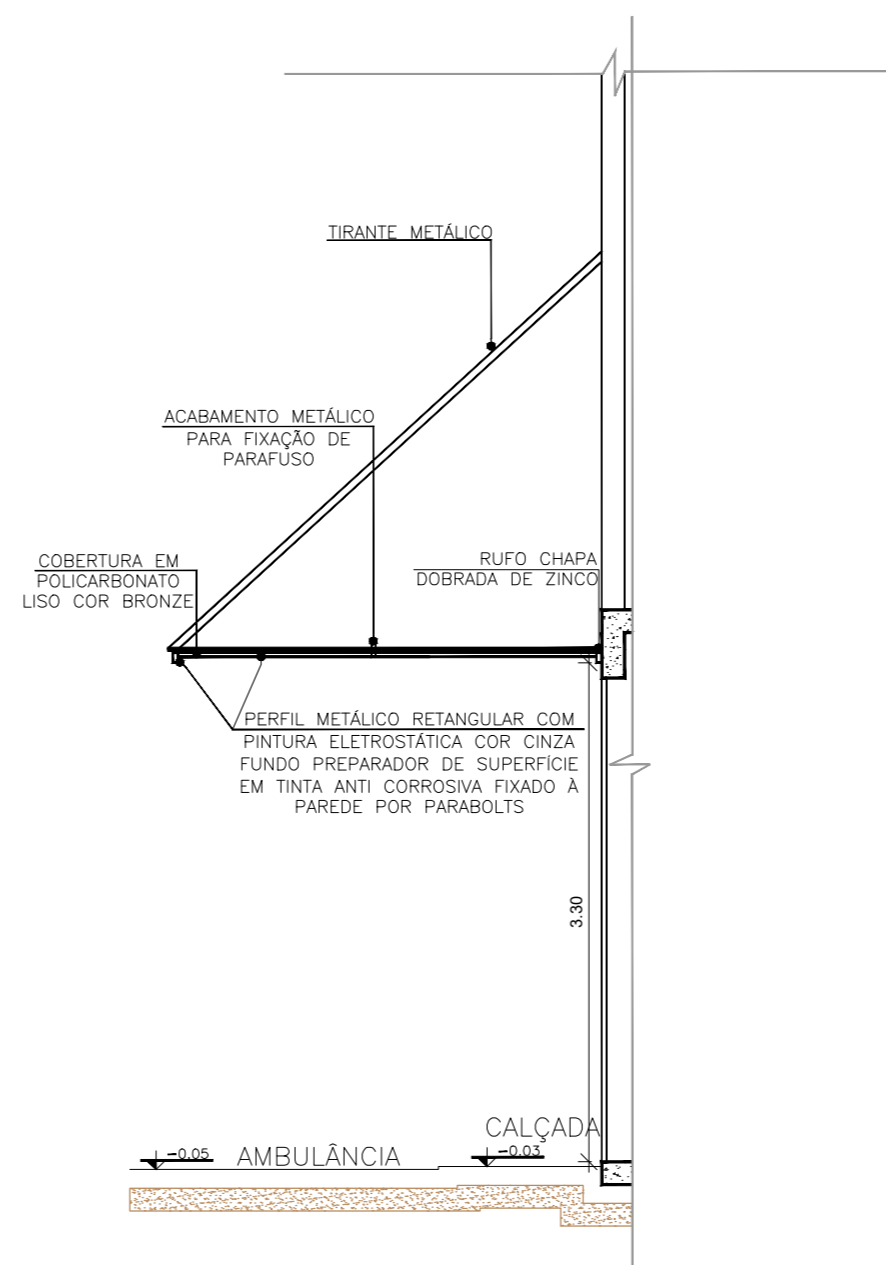 TIRANTE METÁLICO
ACABAMENTO METÁLICO
PARA FIXAÇÃO DE
PARAFUSO
COBERTURA EM
POLICARBONATO
LISO COR BRONZE
RUFO CHAPA
DOBRADA DE ZINCO
PERFIL METÁLICO RETANGULAR COM
PINTURA ELETROSTÁTICA COR CINZA
FUNDO PREPARADOR DE SUPERFÍCIE
EM TINTA ANTI CORROSIVA FIXADO À
PAREDE POR PARABOLTS
3.30
CALÇADA
-0.03
-0.05
AMBULÂNCIA